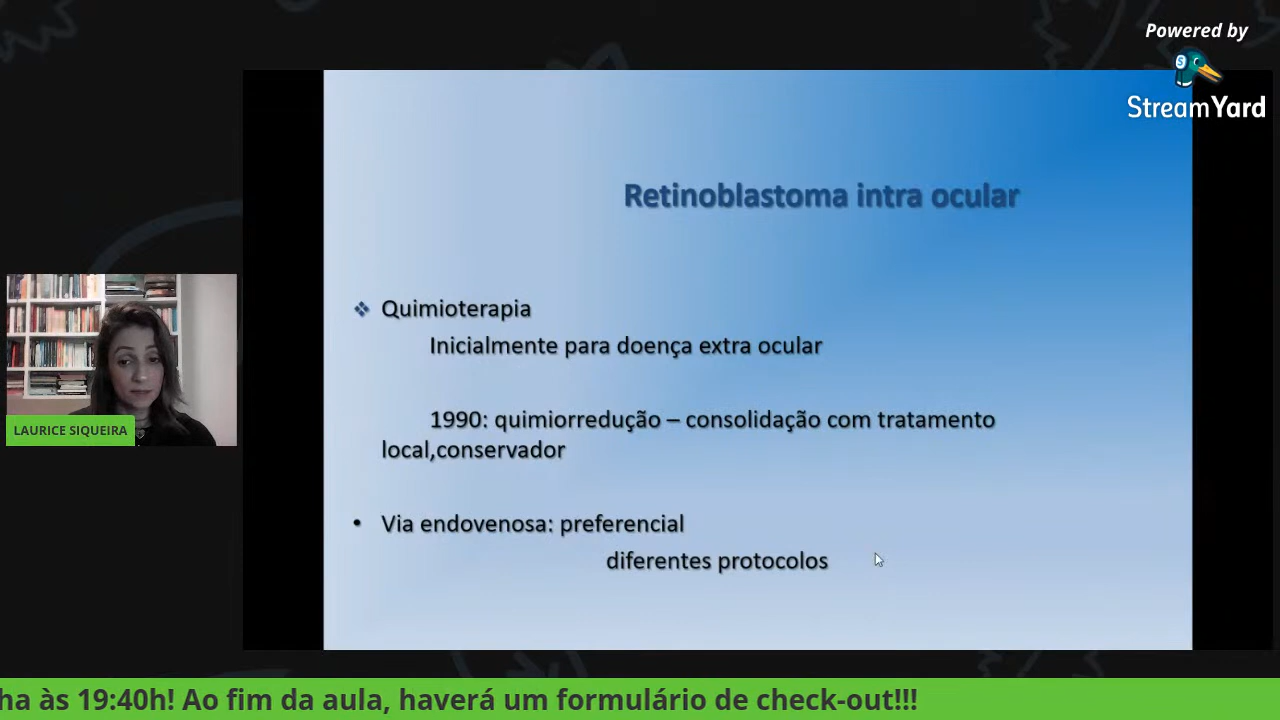 Powered by
StreamYard
Retinoblastoma intra ocular
Quimioterapia
Inicialmente para doença extra ocular
1990: quimiorredução – consolidação com tratamento
local,conservador
• Via endovenosa: preferencial
diferentes protocolos
LAURICE SIQUEIRA
às 19:40h! Ao fim da aula, haverá um formulário de check-out!!!